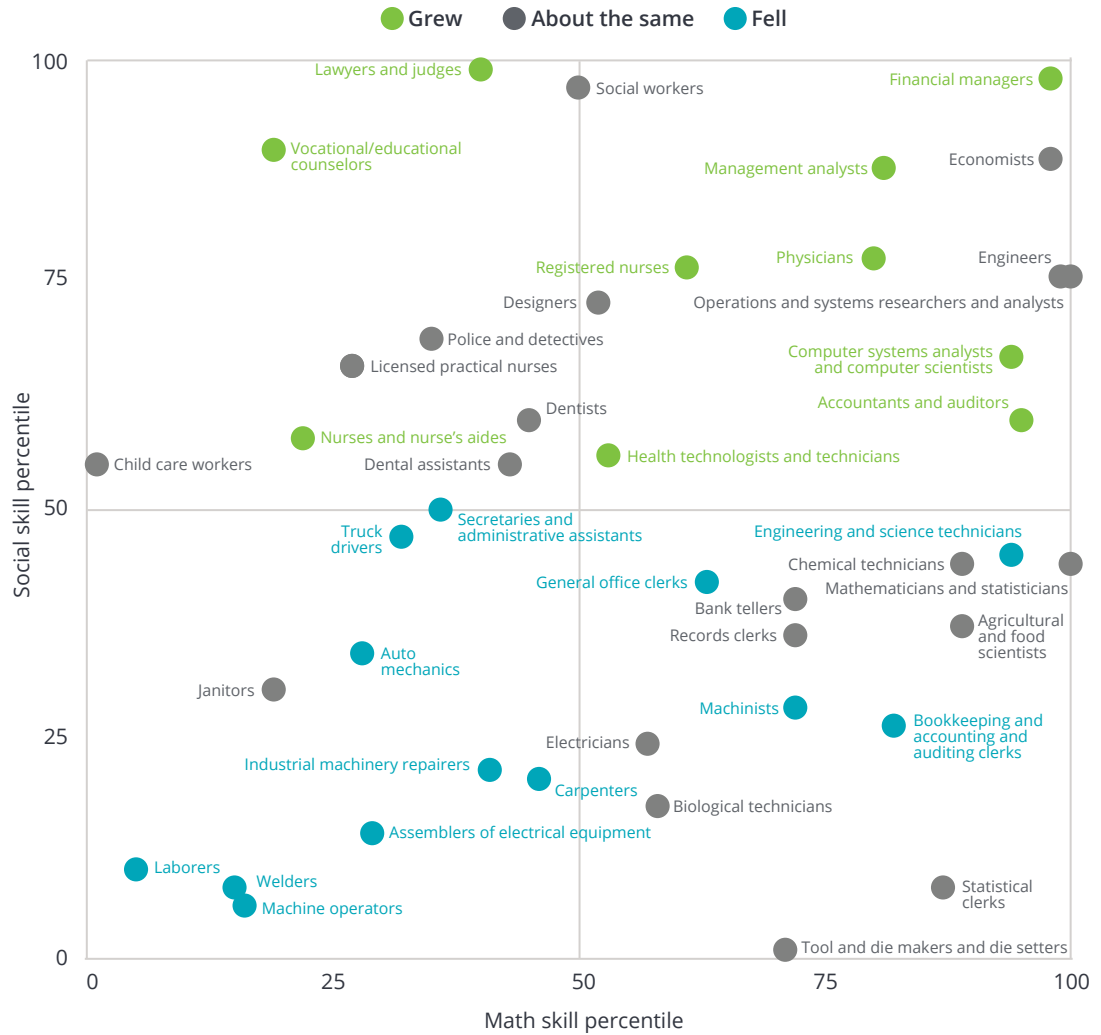 Grew About the same Fell
100
Lawyers and judges
Financial managers
Social workers
Vocational/educational
counselors
Economists
Management analysts
Physicians
Engineers
Registered nurses
75
Designers
Operations and systems researchers and analysts
Police and detectives
Computer systems analysts
and computer scientists
Licensed practical nurses
Accountants and auditors
Dentists
Nurses and nurse's aides
Health technologists and technicians
Child care workers
Dental assistants
50
Secretaries and
administrative assistants
Truck
drivers
Engineering and science technicians
Chemical technicians
General office clerks
Mathematicians and statisticians
Bank tellers
Agricultural
and food
scientists
Records clerks
Auto
mechanics
Janitors
Machinists
Bookkeeping and
accounting and
auditing clerks
25
Electricians
Industrial machinery repairers
Carpenters
Biological technicians
Assemblers of electrical equipment
Laborers
Welders
Machine operators
Statistical
clerks
Tool and die makers and die setters
0
Social skill percentile
0 25 50 75 100
Math skill percentile